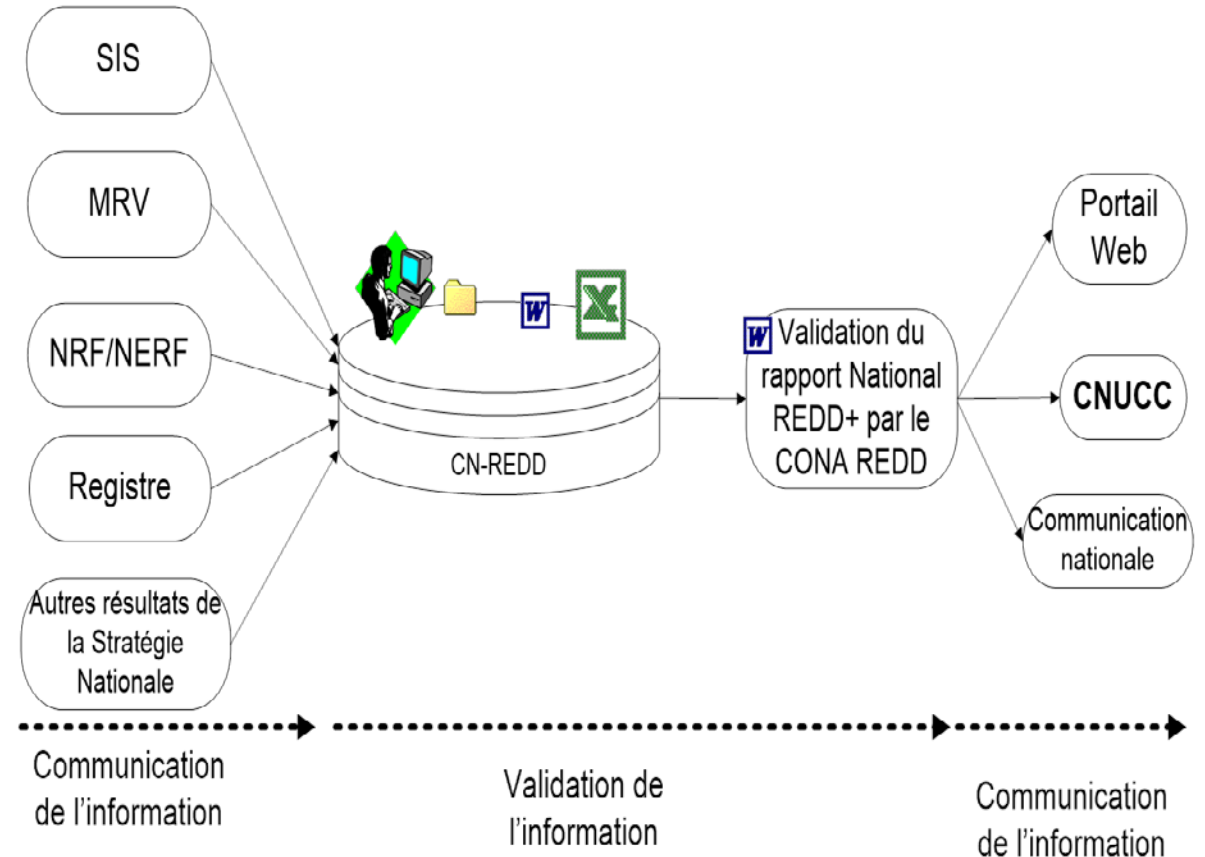 SIS
MRV
NRF/NERF
Registre
Autres résultats de
la Stratégie
Nationale
CN-REDD
W
X
W
Validation du
rapport National
REDD+ par le
CONA REDD
Portail
Web
CNUCC
Communication
nationale
Communication
de l'information
Validation de
l'information
Communication
de l'information